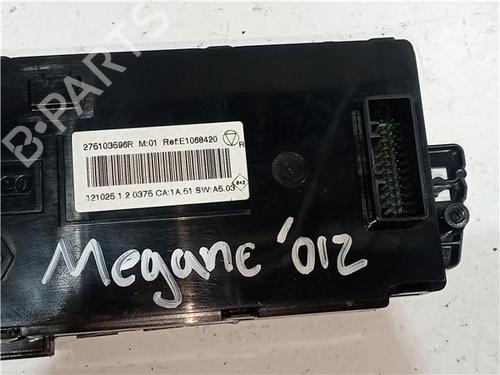 B-PARTS
275103596R M:01 Ref:E1068420
R
121025 1 2 0375 CA:1A.51 SW:A5.03
Megane '012